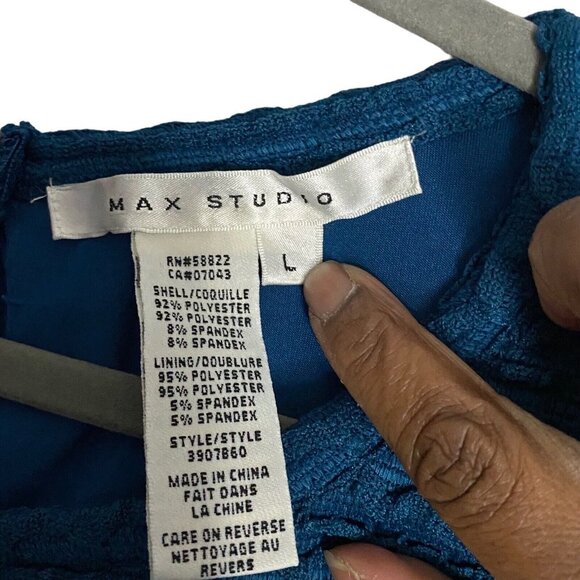 MAX STUDIO
L
RN#58822
CA#07043
SHELL/COQUILLE
92% POLYESTER
92% POLYESTER
8% SPANDEX
8% SPANDEX
LINING/DOUBLURE
95% POLYESTER
95% POLYESTER
5% SPANDEX
5% SPANDEX
STYLE/STYLE
3907B60
MADE IN CHINA
FAIT DANS
LA CHINE
CARE ON REVERSE
NETTOYAGE AU
REVERS